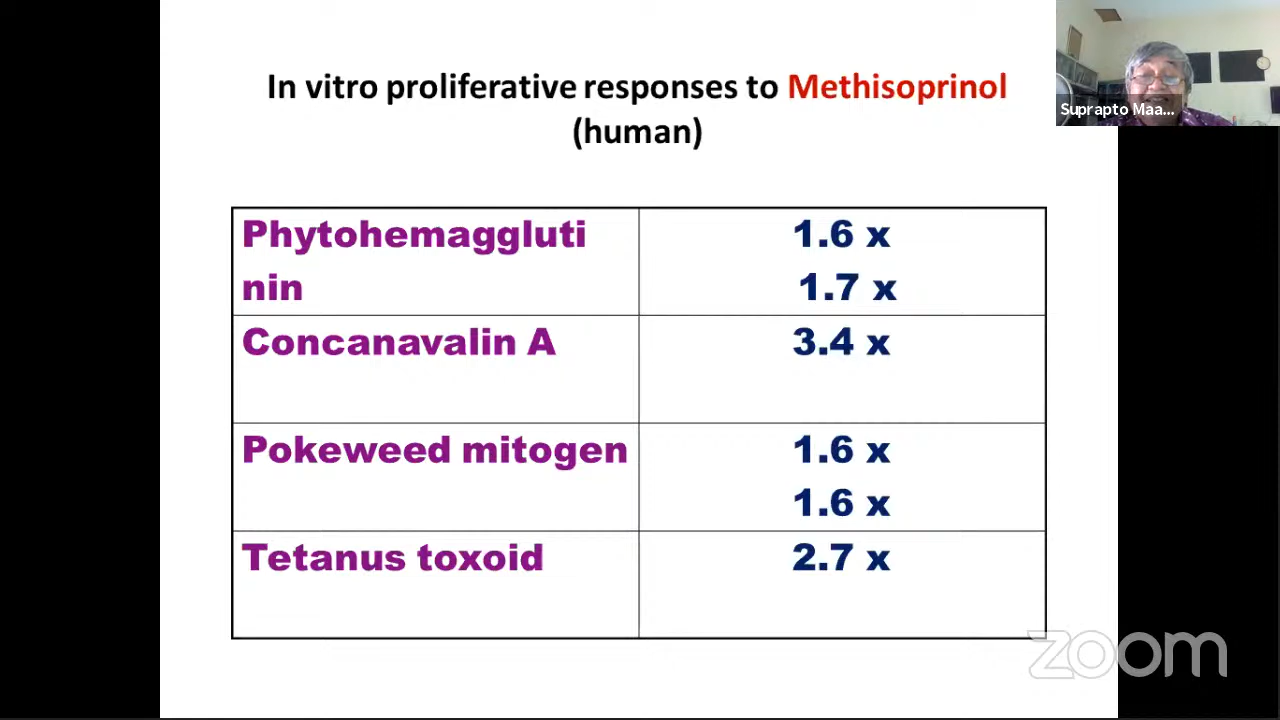 In vitro proliferative responses to Methisoprinol
(human)
Suprapto Maa...
Phytohemaggluti
nin
1.6 x
1.7 x
Concanavalin A
3.4 x
Pokeweed mitogen
1.6 x
1.6 x
Tetanus toxoid
2.7 x
zoom